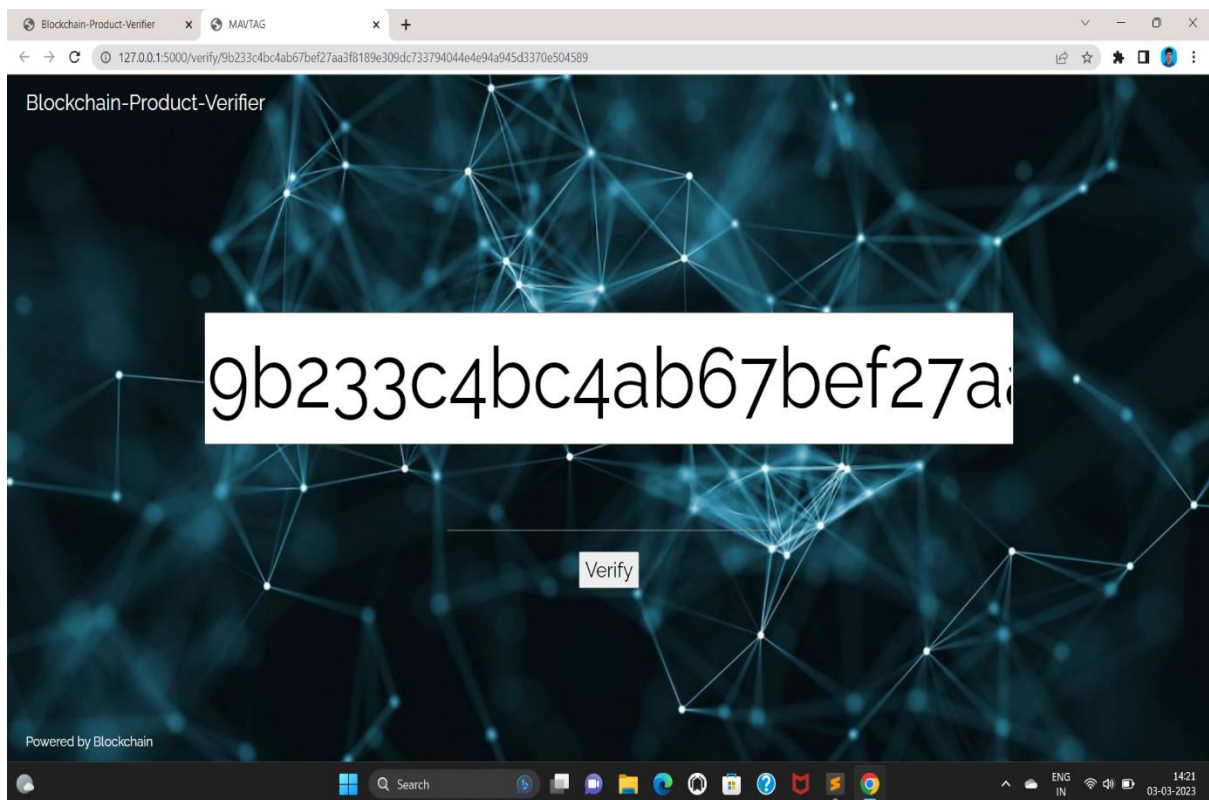 Blockchain-Product-Verifier
MAVTAG
127.0.0.1:5000/verify/9b233c4bc4ab67bef27aa3f8189e309dc733794044e4e94a945d3370e504589
Blockchain-Product-Verifier
9b233c4bc4ab67bef27aa
Verify
Powered by Blockchain
Search
ENG
IN
14:21
03-03-2023